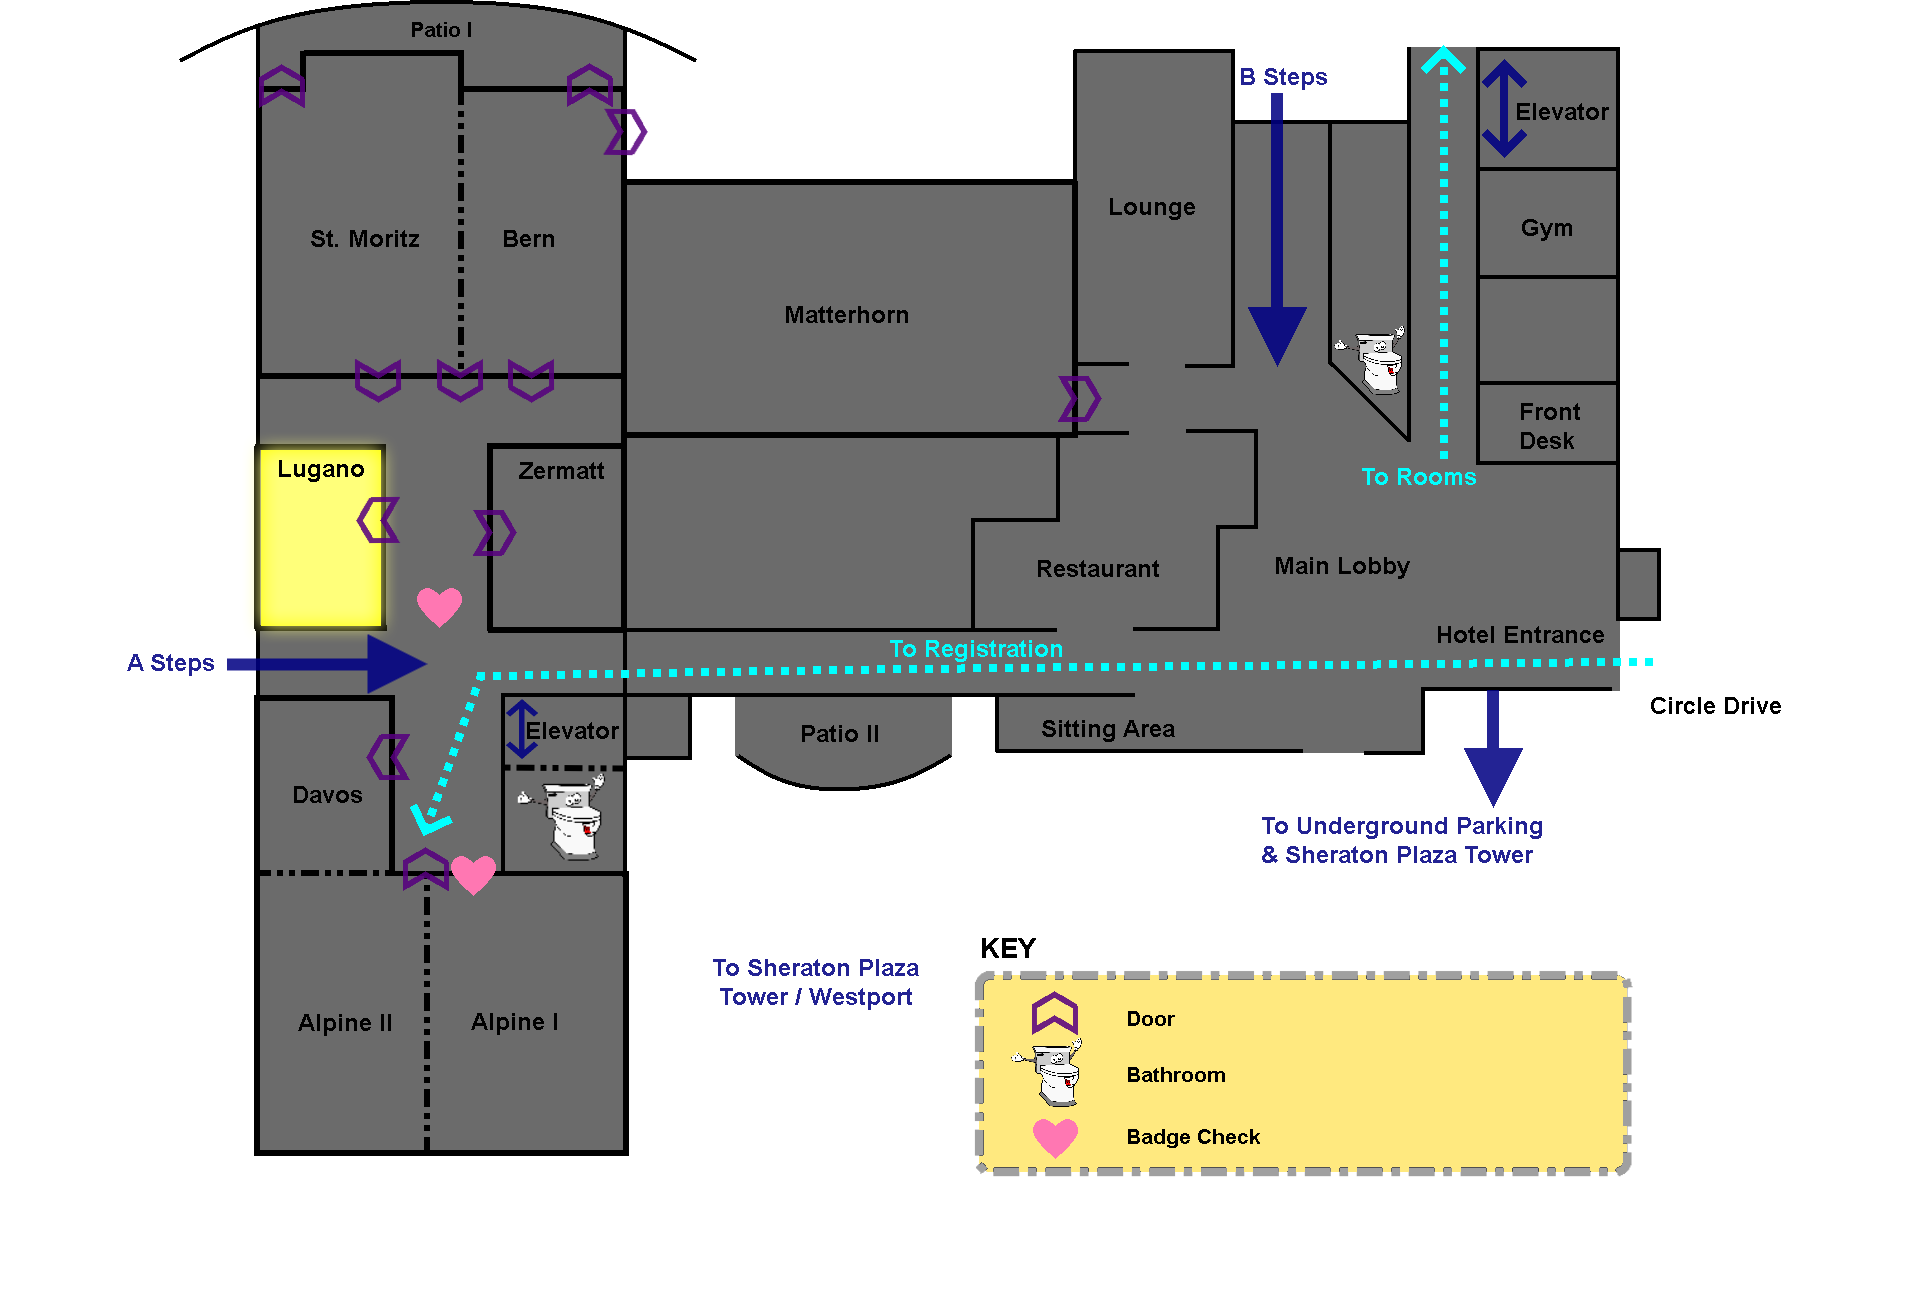 Patio I
B Steps
Elevator
Lounge
Gym
St. Moritz
Bern
Matterhorn
Front
Desk
Lugano
Zermatt
To Rooms
Restaurant
Main Lobby
Hotel Entrance
To Registration
A Steps
Circle Drive
Elevator
Patio II
Sitting Area
Davos
To Underground Parking
& Sheraton Plaza Tower
KEY
To Sheraton Plaza
Tower / Westport
Alpine II
Alpine I
Door
Bathroom
Badge Check